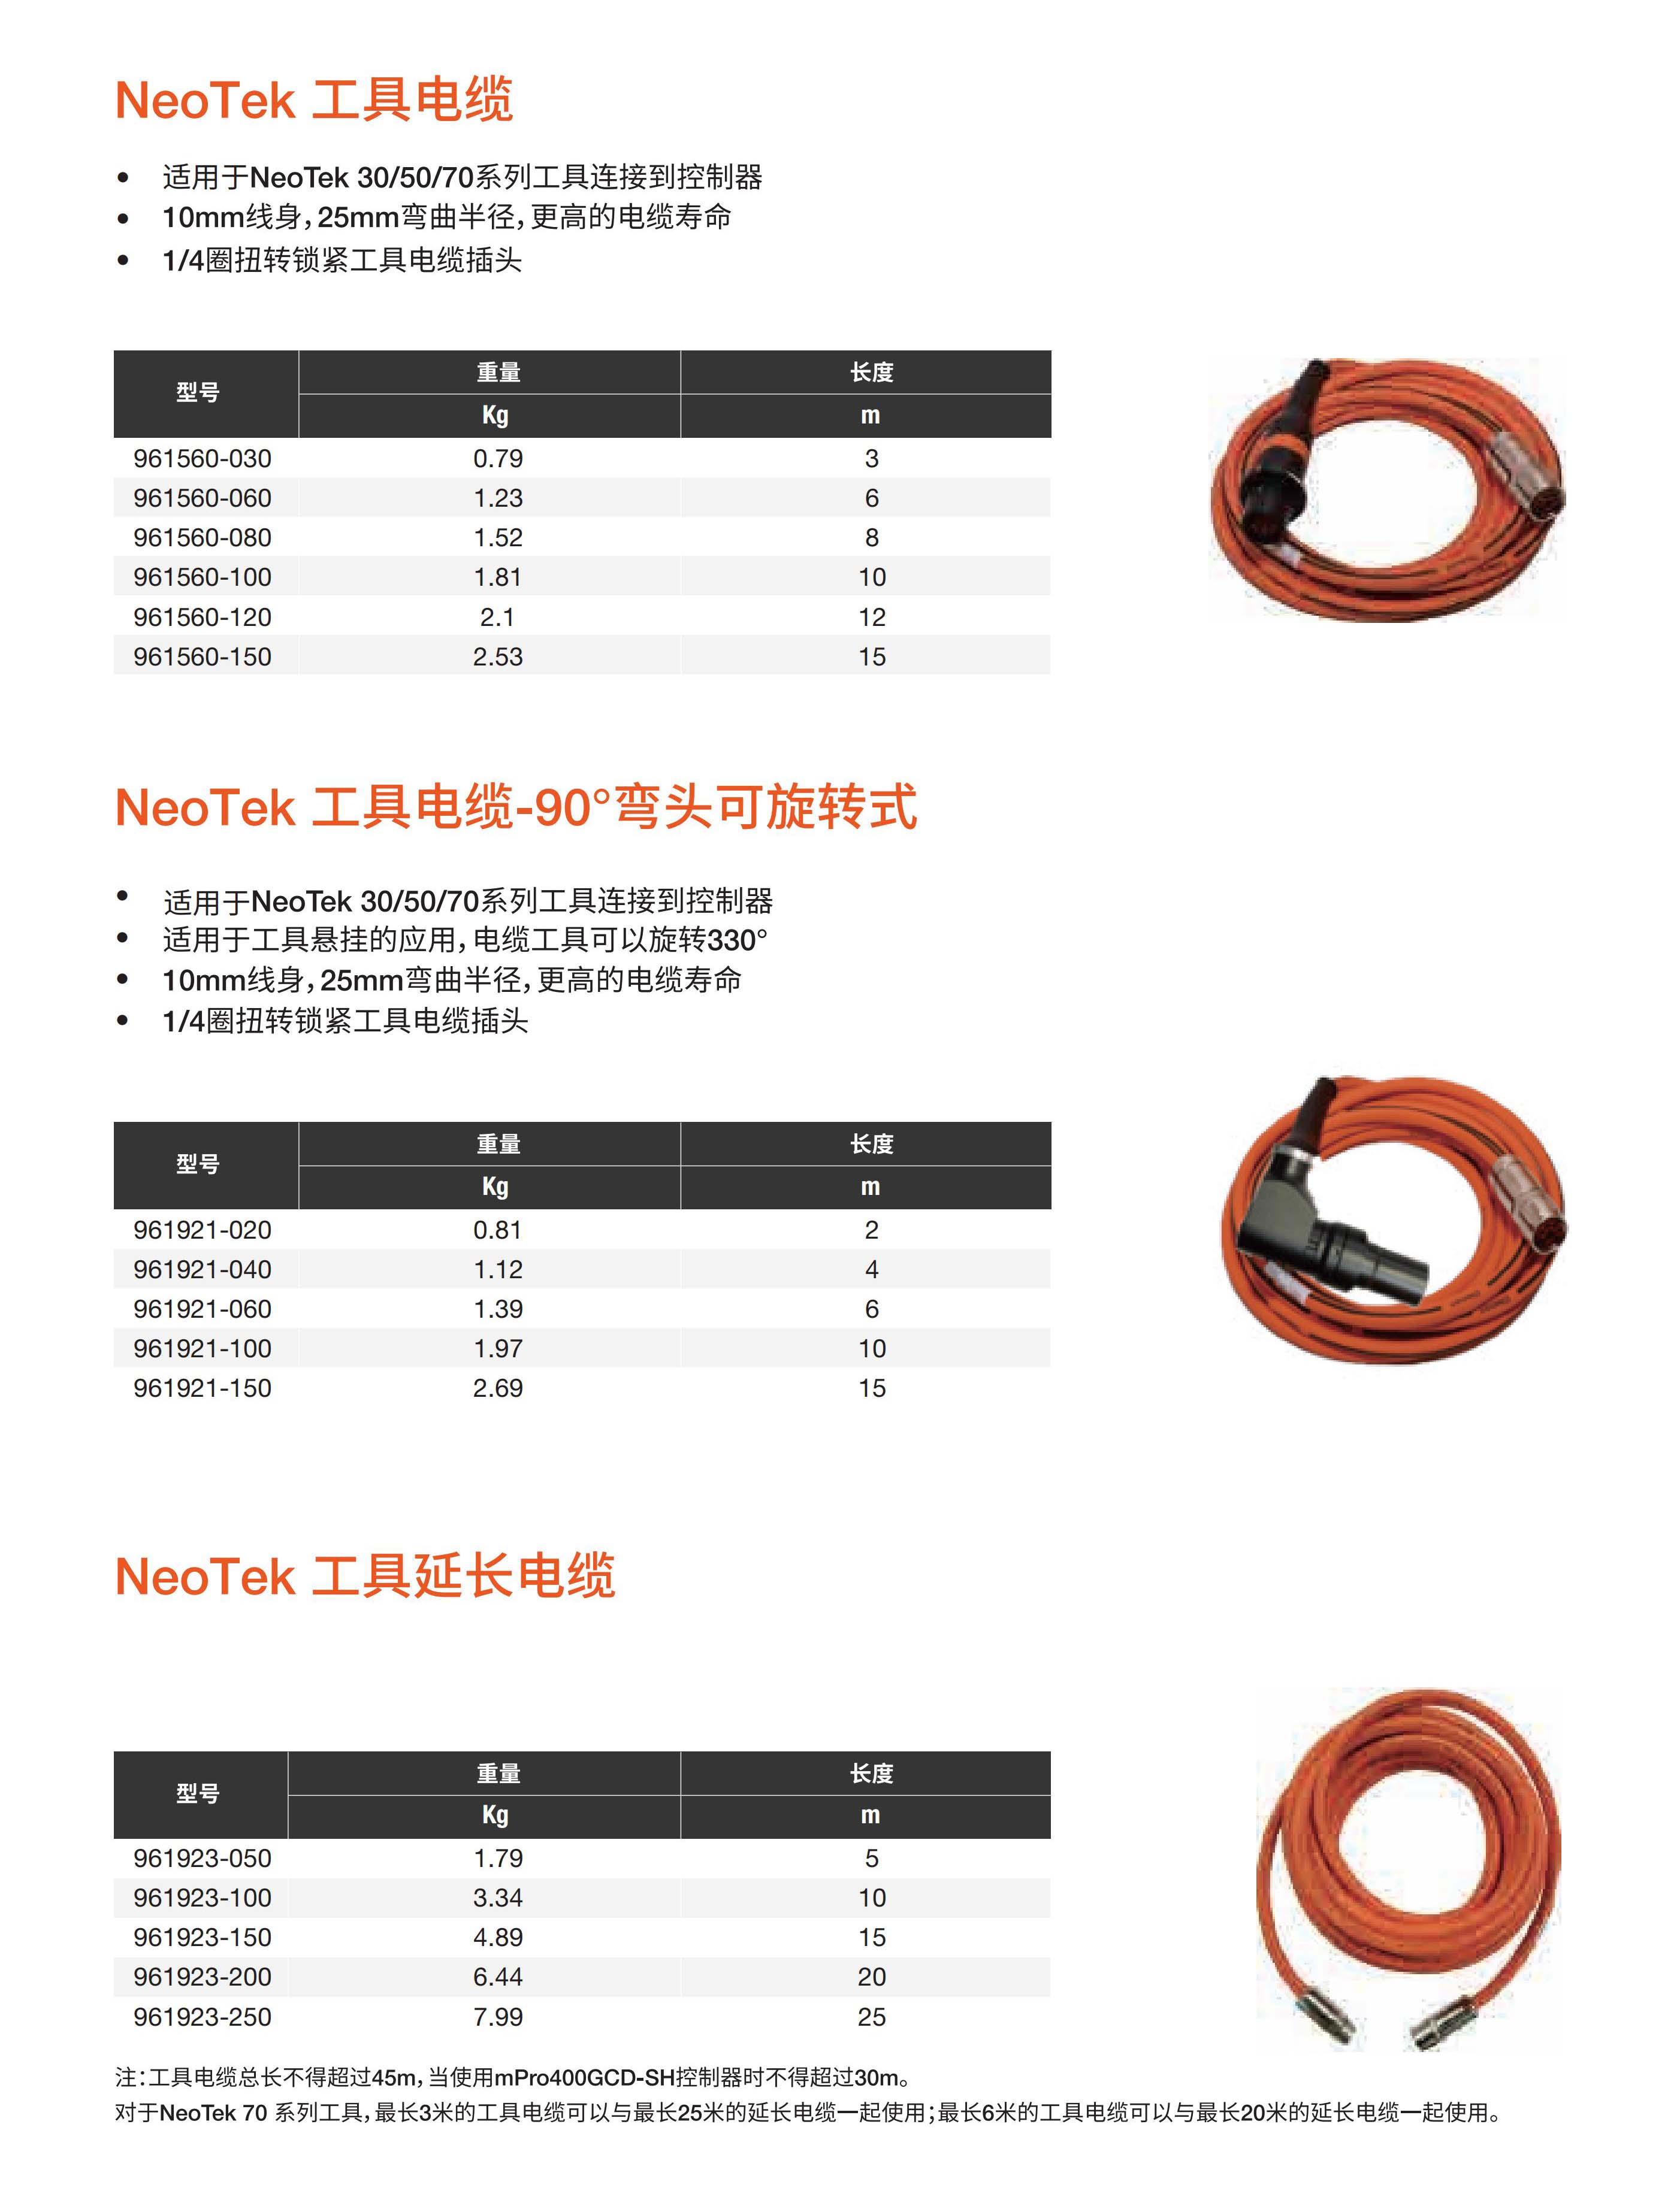 NeoTek 工具电缆
• 适用于NeoTek 30/50/70系列工具连接到控制器
• 10mm线身，25mm弯曲半径，更高的电缆寿命
• 1/4圈扭转锁紧工具电缆插头
型号 重量 长度
Kg m
961560-030 0.79 3
961560-060 1.23 6
961560-080 1.52 8
961560-100 1.81 10
961560-120 2.1 12
961560-150 2.53 15
NeoTek 工具电缆-90°弯头可旋转式
• 适用于NeoTek 30/50/70系列工具连接到控制器
• 适用于工具悬挂的应用，电缆工具可以旋转330°
• 10mm线身，25mm弯曲半径，更高的电缆寿命
• 1/4圈扭转锁紧工具电缆插头
型号 重量 长度
Kg m
961921-020 0.81 2
961921-040 1.12 4
961921-060 1.39 6
961921-100 1.97 10
961921-150 2.69 15
NeoTek 工具延长电缆
型号 重量 长度
Kg m
961923-050 1.79 5
961923-100 3.34 10
961923-150 4.89 15
961923-200 6.44 20
961923-250 7.99 25
注：工具电缆总长不得超过45m，当使用mPro400GCD-SH控制器时不得超过30m。
对于NeoTek 70 系列工具，最长3米的工具电缆可以与最长25米的延长电缆一起使用；最长6米的工具电缆可以与最长20米的延长电缆一起使用。